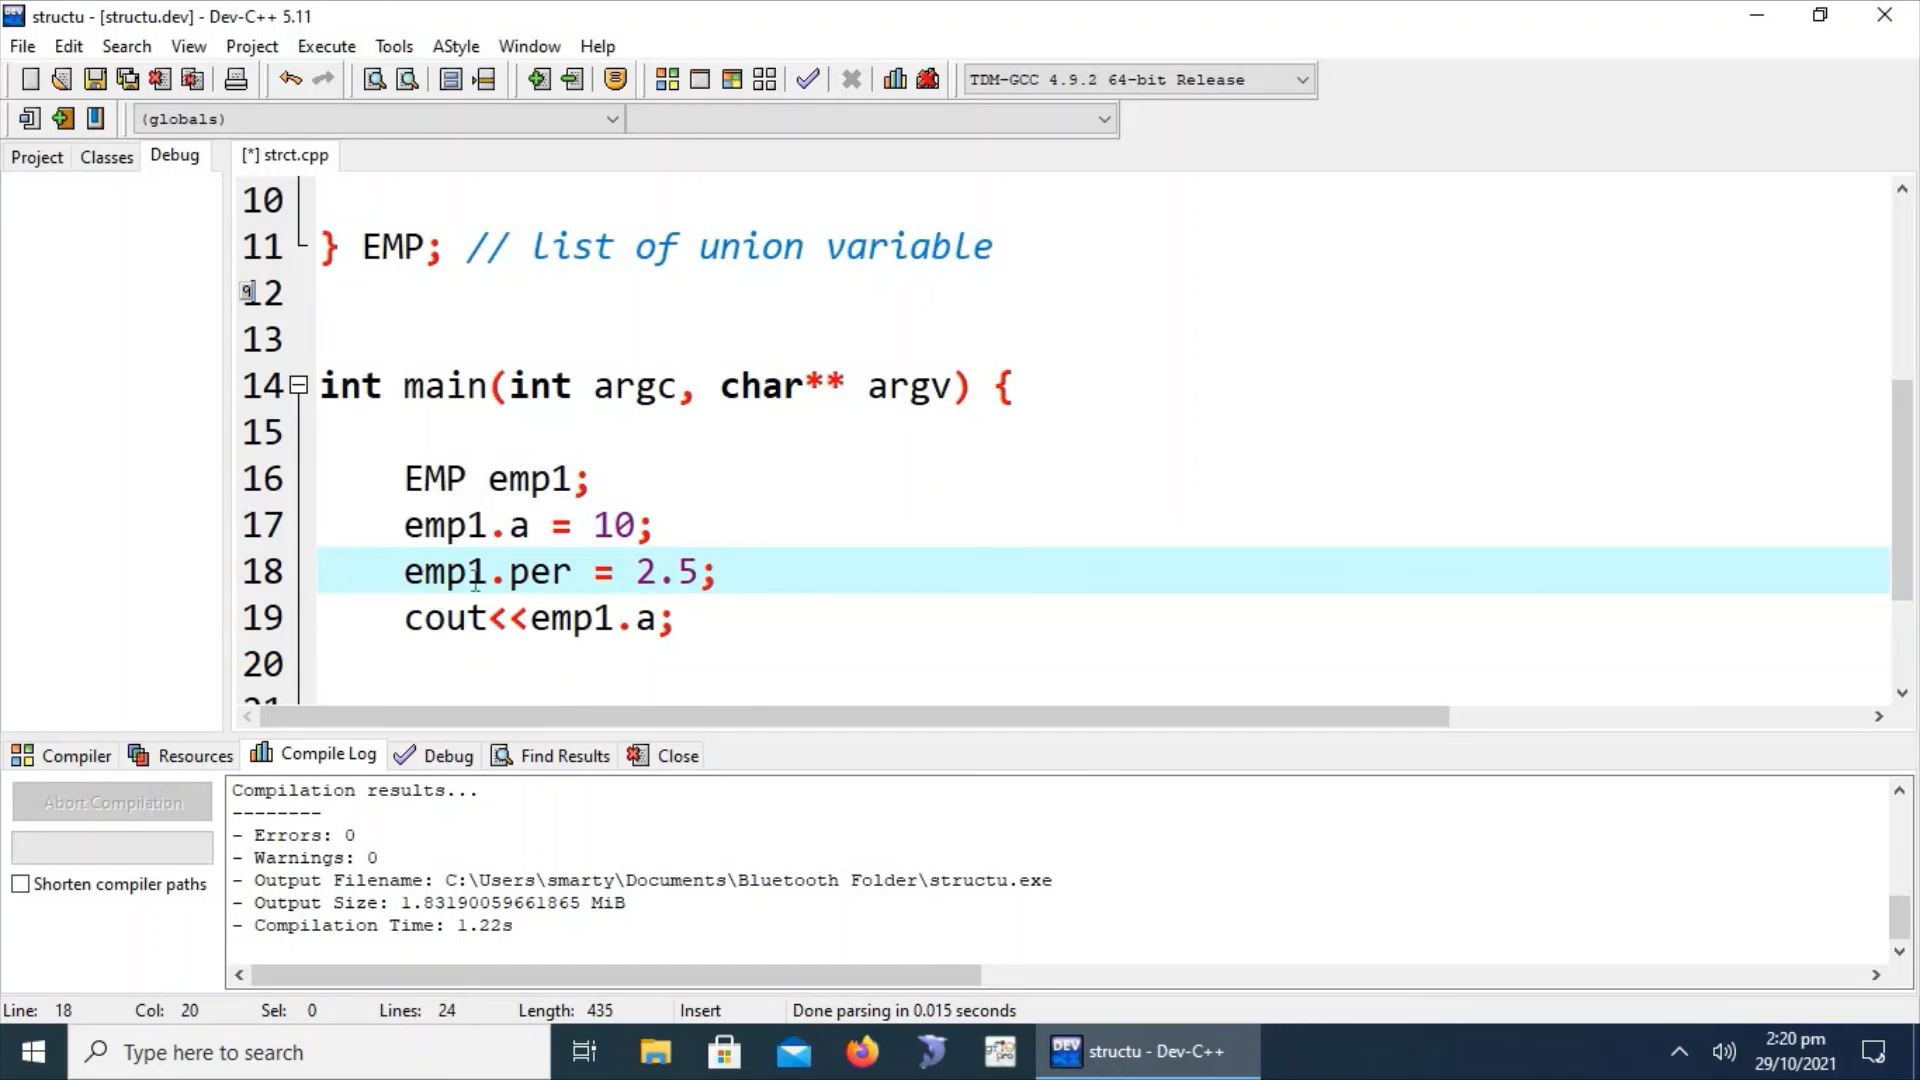 structu - [structu.dev] - Dev-C++ 5.11
File Edit Search View Project Execute Tools AStyle Window Help
TDM-GCC 4.9.2 64-bit Release
(globals)
Project Classes Debug [*] strct.cpp
10
11 } EMP; // list of union variable
12
13
14 int main(int argc, char** argv) {
15
16 EMP emp1;
17 emp1.a = 10;
18 emp1.per = 2.5;
19 cout<<emp1.a;
20
21
Compiler Resources Compile Log Debug Find Results Close
Abort Compilation
Shorten compiler paths
Compilation results...
--------
- Errors: 0
- Warnings: 0
- Output Filename: C:\Users\smarty\Documents\Bluetooth Folder\structu.exe
- Output Size: 1.83190059661865 MiB
- Compilation Time: 1.22s
Line: 18 Col: 20 Sel: 0 Lines: 24 Length: 435 Insert Done parsing in 0.015 seconds
Type here to search
DEV structu - Dev-C++
2:20 pm
29/10/2021